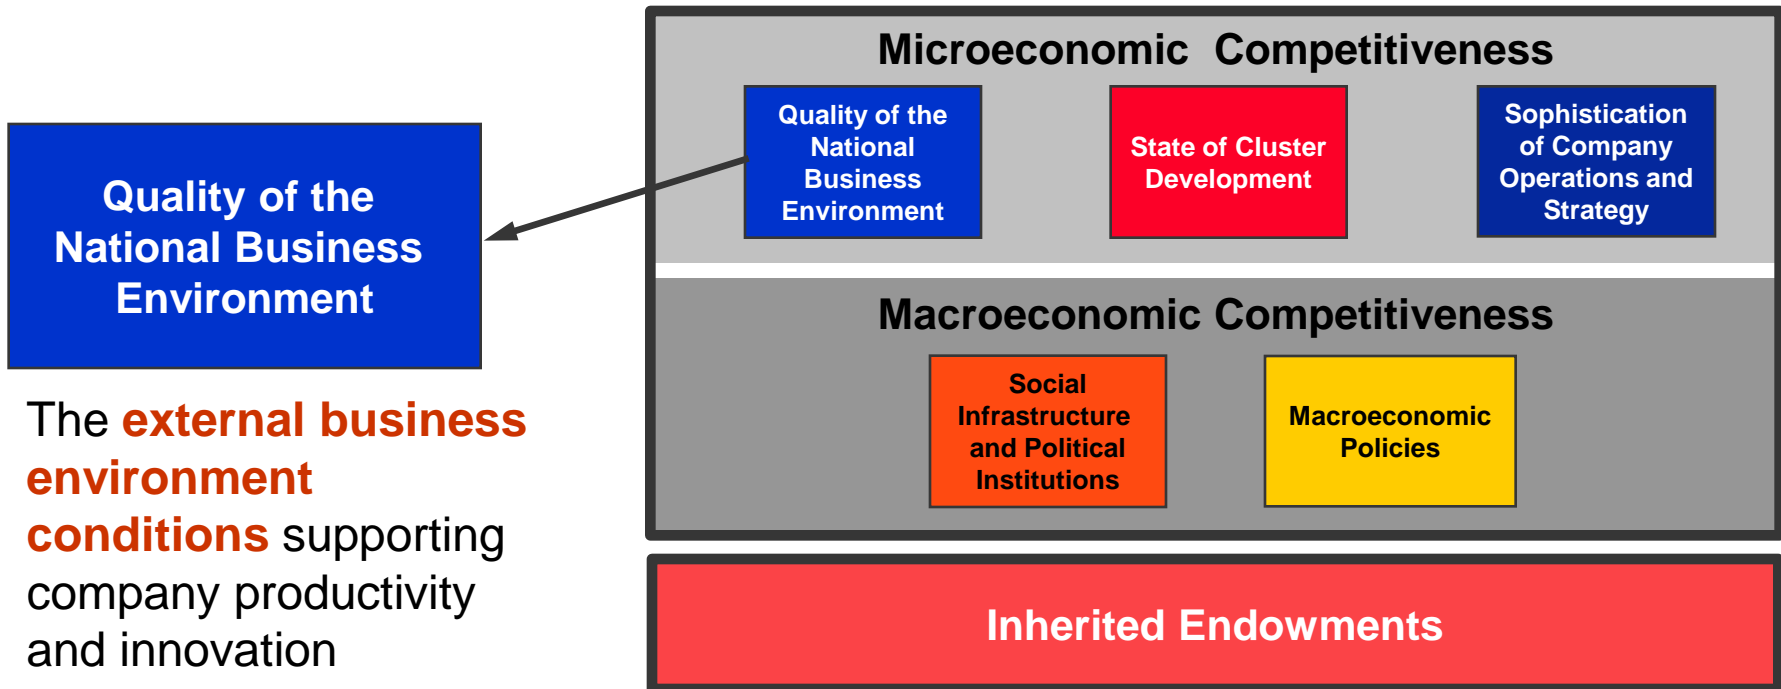 Quality of the
National Business
Environment
The external business
environment
conditions supporting
company productivity
and innovation
Microeconomic Competitiveness
Quality of the
National
Business
Environment
State of Cluster
Development
Sophistication
of Company
Operations and
Strategy
Macroeconomic Competitiveness
Social
Infrastructure
and Political
Institutions
Macroeconomic
Policies
Inherited Endowments